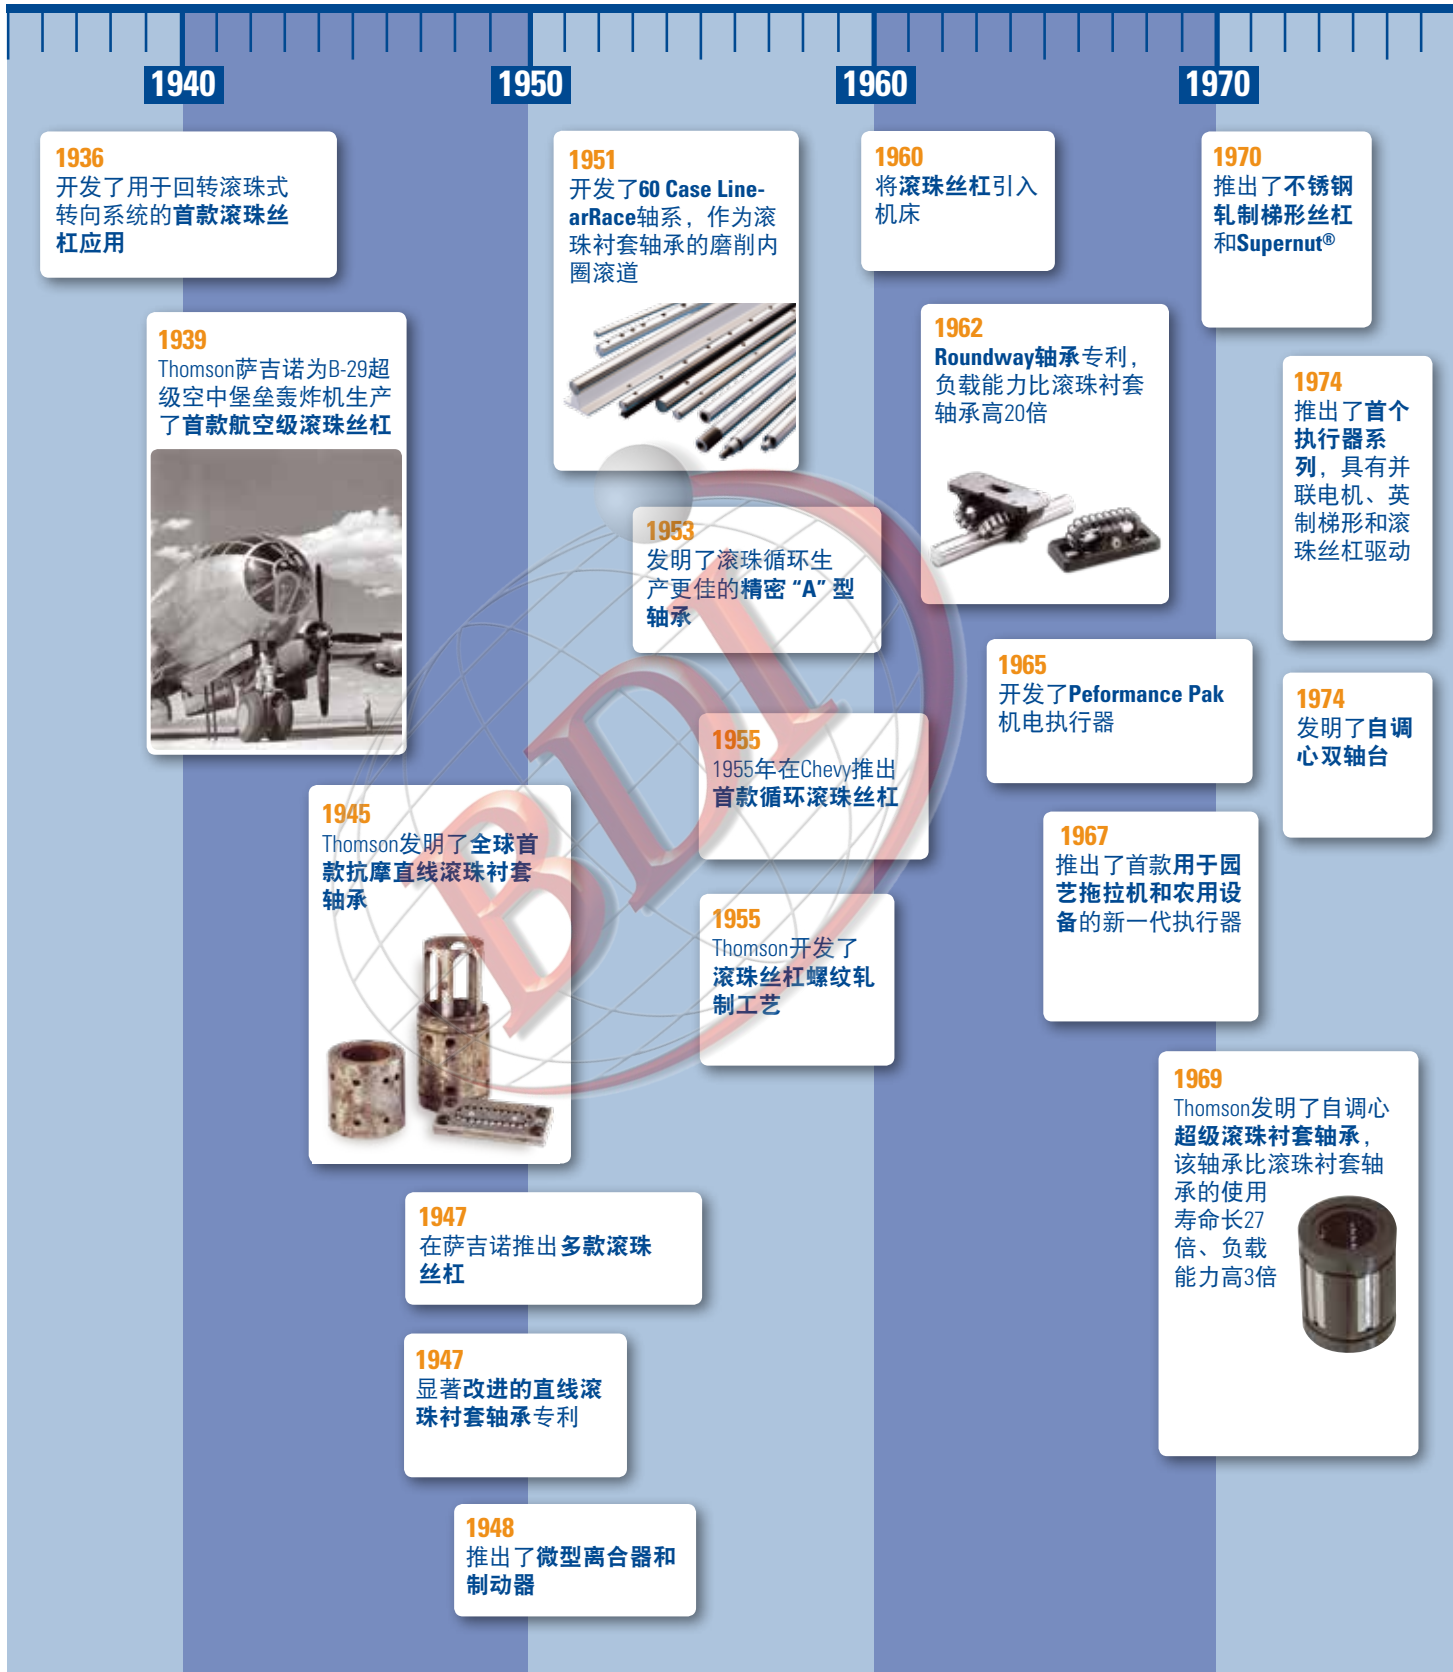 1940
1950
1960
1970
1936
开发了用于回转滚珠式
转向系统的首款滚珠丝
杠应用
1939
Thomson萨吉诺为B-29超
级空中堡垒轰炸机生产
了首款航空级滚珠丝杠
1945
Thomson发明了全球首
款抗摩直线滚珠衬套
轴承
1947
在萨吉诺推出多款滚珠
丝杠
1947
显著改进的直线滚
珠衬套轴承专利
1948
推出了微型离合器和
制动器
1951
开发了60 Case Line-
arRace轴系，作为滚
珠衬套轴承的磨削内
圈滚道
1953
发明了滚珠循环生
产更佳的精密 “A” 型
轴承
1955
1955年在Chevy推出
首款循环滚珠丝杠
1955
Thomson开发了
滚珠丝杠螺纹轧
制工艺
1960
将滚珠丝杠引入
机床
1962
Roundway轴承专利，
负载能力比滚珠衬套
轴承高20倍
1965
开发了Peformance Pak
机电执行器
1967
推出了首款用于园
艺拖拉机和农用设
备的新一代执行器
1969
Thomson发明了自调心
超级滚珠衬套轴承，
该轴承比滚珠衬套轴
承的使用
寿命长27
倍、负载
能力高3倍
1970
推出了不锈钢
轧制梯形丝杠
和Supernut®
1974
推出了首个
执行器系
列，具有并
联电机、英
制梯形和滚
珠丝杠驱动
1974
发明了自调
心双轴台
BDI